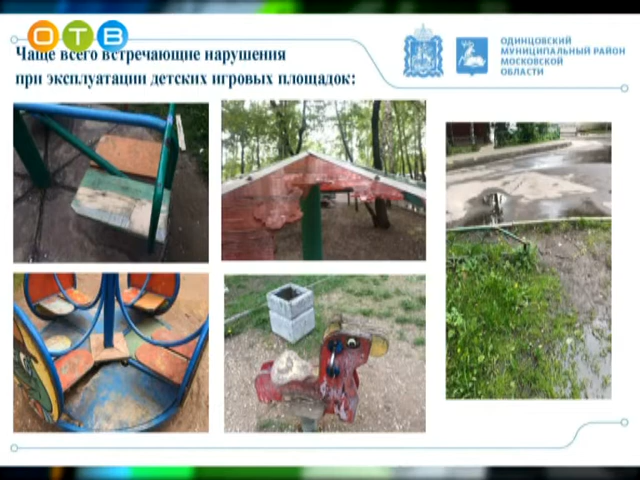 ОТВ
Чаще всего встречающие нарушения
при эксплуатации детских игровых площадок:
ОДИНЦОВСКИЙ
МУНИЦИПАЛЬНЫЙ РАЙОН
МОСКОВСКОЙ
ОБЛАСТИ